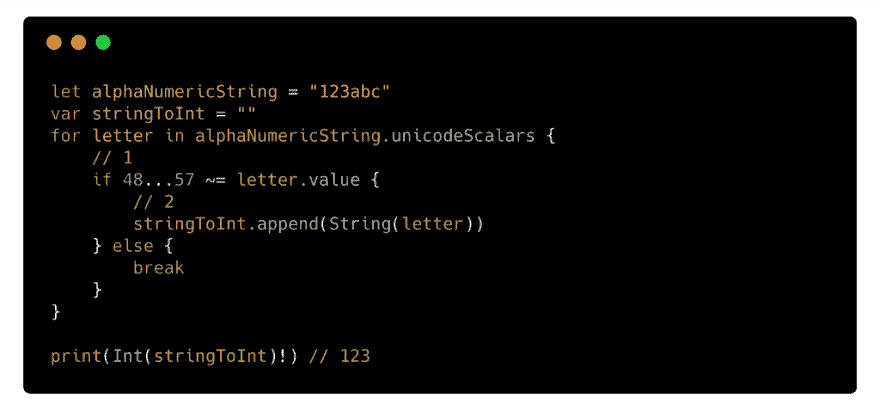 let alphaNumericString = "123abc"
var stringToInt = ""
for letter in alphaNumericString.unicodeScalars {
    // 1
    if 48...57 ~= letter.value {
        // 2
        stringToInt.append(String(letter))
    } else {
        break
    }
}

print(Int(stringToInt)!) // 123